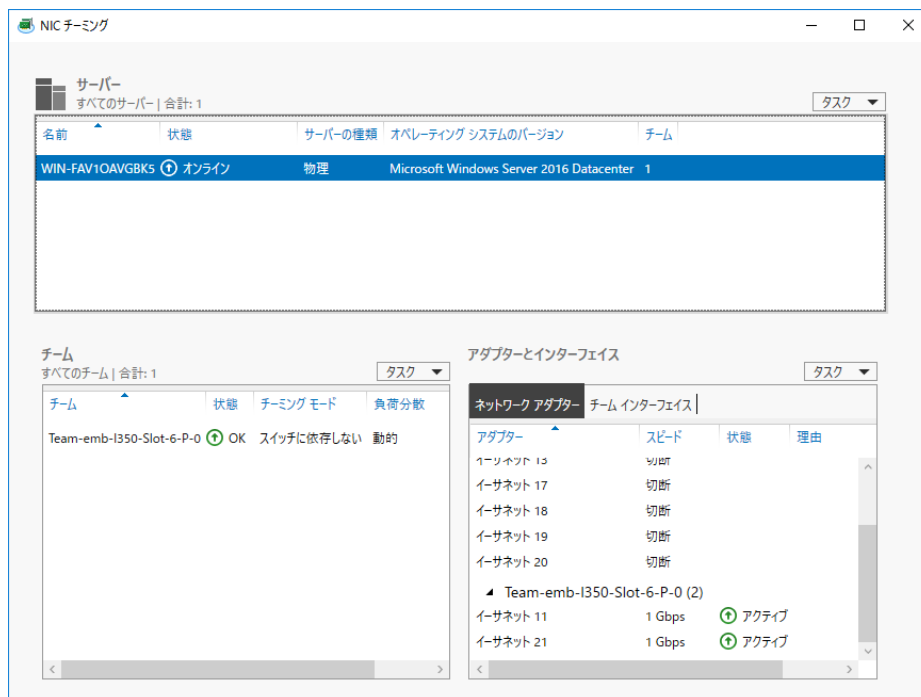 NIC チーミング
サーバー
すべてのサーバー | 合計: 1
タスク
名前 状態 サーバーの種類 オペレーティング システムのバージョン チーム
WIN-FAV1OAVGBK5 オンライン 物理 Microsoft Windows Server 2016 Datacenter 1
チーム
すべてのチーム | 合計: 1
タスク
チーム 状態 チーミング モード 負荷分散
Team-emb-I350-Slot-6-P-0 OK スイッチに依存しない 動的
アダプターとインターフェイス
タスク
ネットワーク アダプター チーム インターフェイス
アダプター スピード 状態 理由
イーサネット 13 切断
イーサネット 17 切断
イーサネット 18 切断
イーサネット 19 切断
イーサネット 20 切断
Team-emb-I350-Slot-6-P-0 (2)
イーサネット 11 1 Gbps アクティブ
イーサネット 21 1 Gbps アクティブ